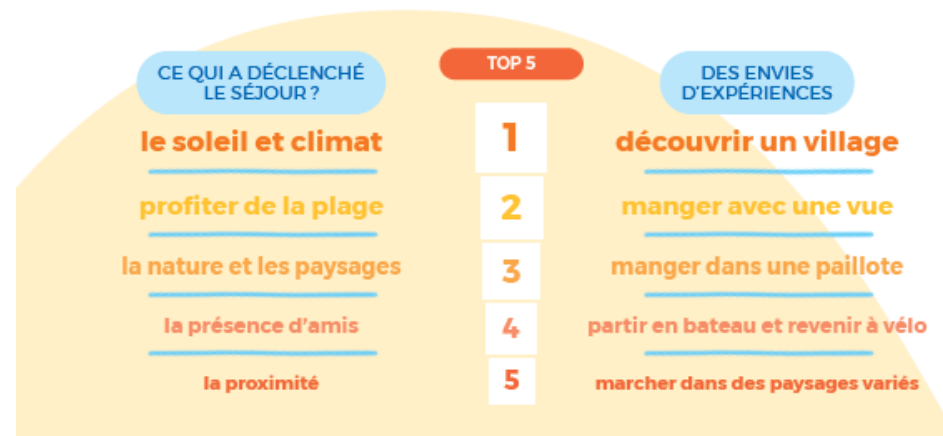 CE QUI A DÉCLENCHÉ
LE SÉJOUR ?
TOP 5
DES ENVIES
D'EXPÉRIENCES
le soleil et climat
1
découvrir un village
profiter de la plage
2
manger avec une vue
la nature et les paysages
3
manger dans une paillote
la présence d'amis
4
partir en bateau et revenir à vélo
la proximité
5
marcher dans des paysages variés